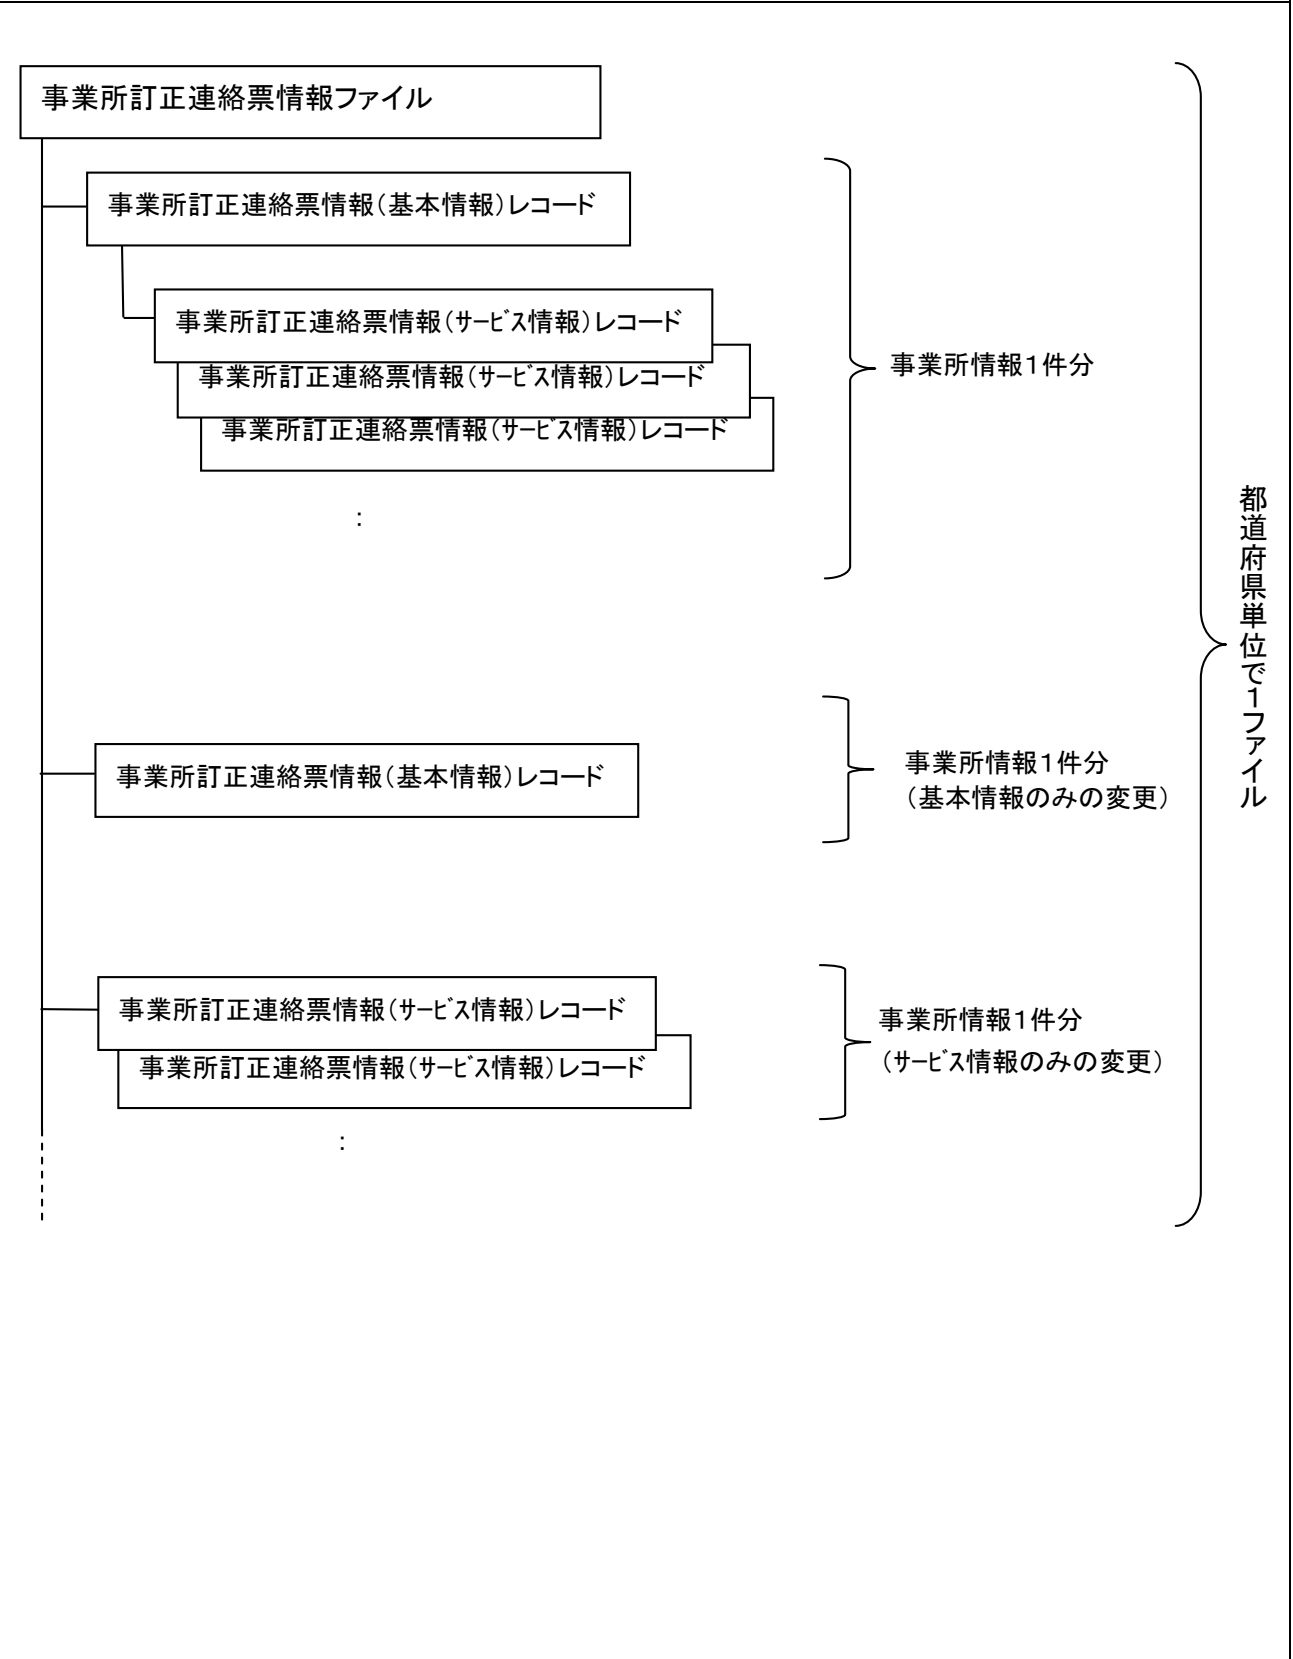 事業所訂正連絡票情報ファイル
事業所訂正連絡票情報（基本情報）レコード
事業所訂正連絡票情報（ｻｰﾋﾞｽ情報）レコード
事業所訂正連絡票情報（ｻｰﾋﾞｽ情報）レコード
事業所訂正連絡票情報（ｻｰﾋﾞｽ情報）レコード
：
事業所情報１件分
事業所訂正連絡票情報（基本情報）レコード
事業所情報１件分
（基本情報のみの変更）
事業所訂正連絡票情報（ｻｰﾋﾞｽ情報）レコード
事業所訂正連絡票情報（ｻｰﾋﾞｽ情報）レコード
：
事業所情報１件分
（ｻｰﾋﾞｽ情報のみの変更）
都道府県単位で１ファイル